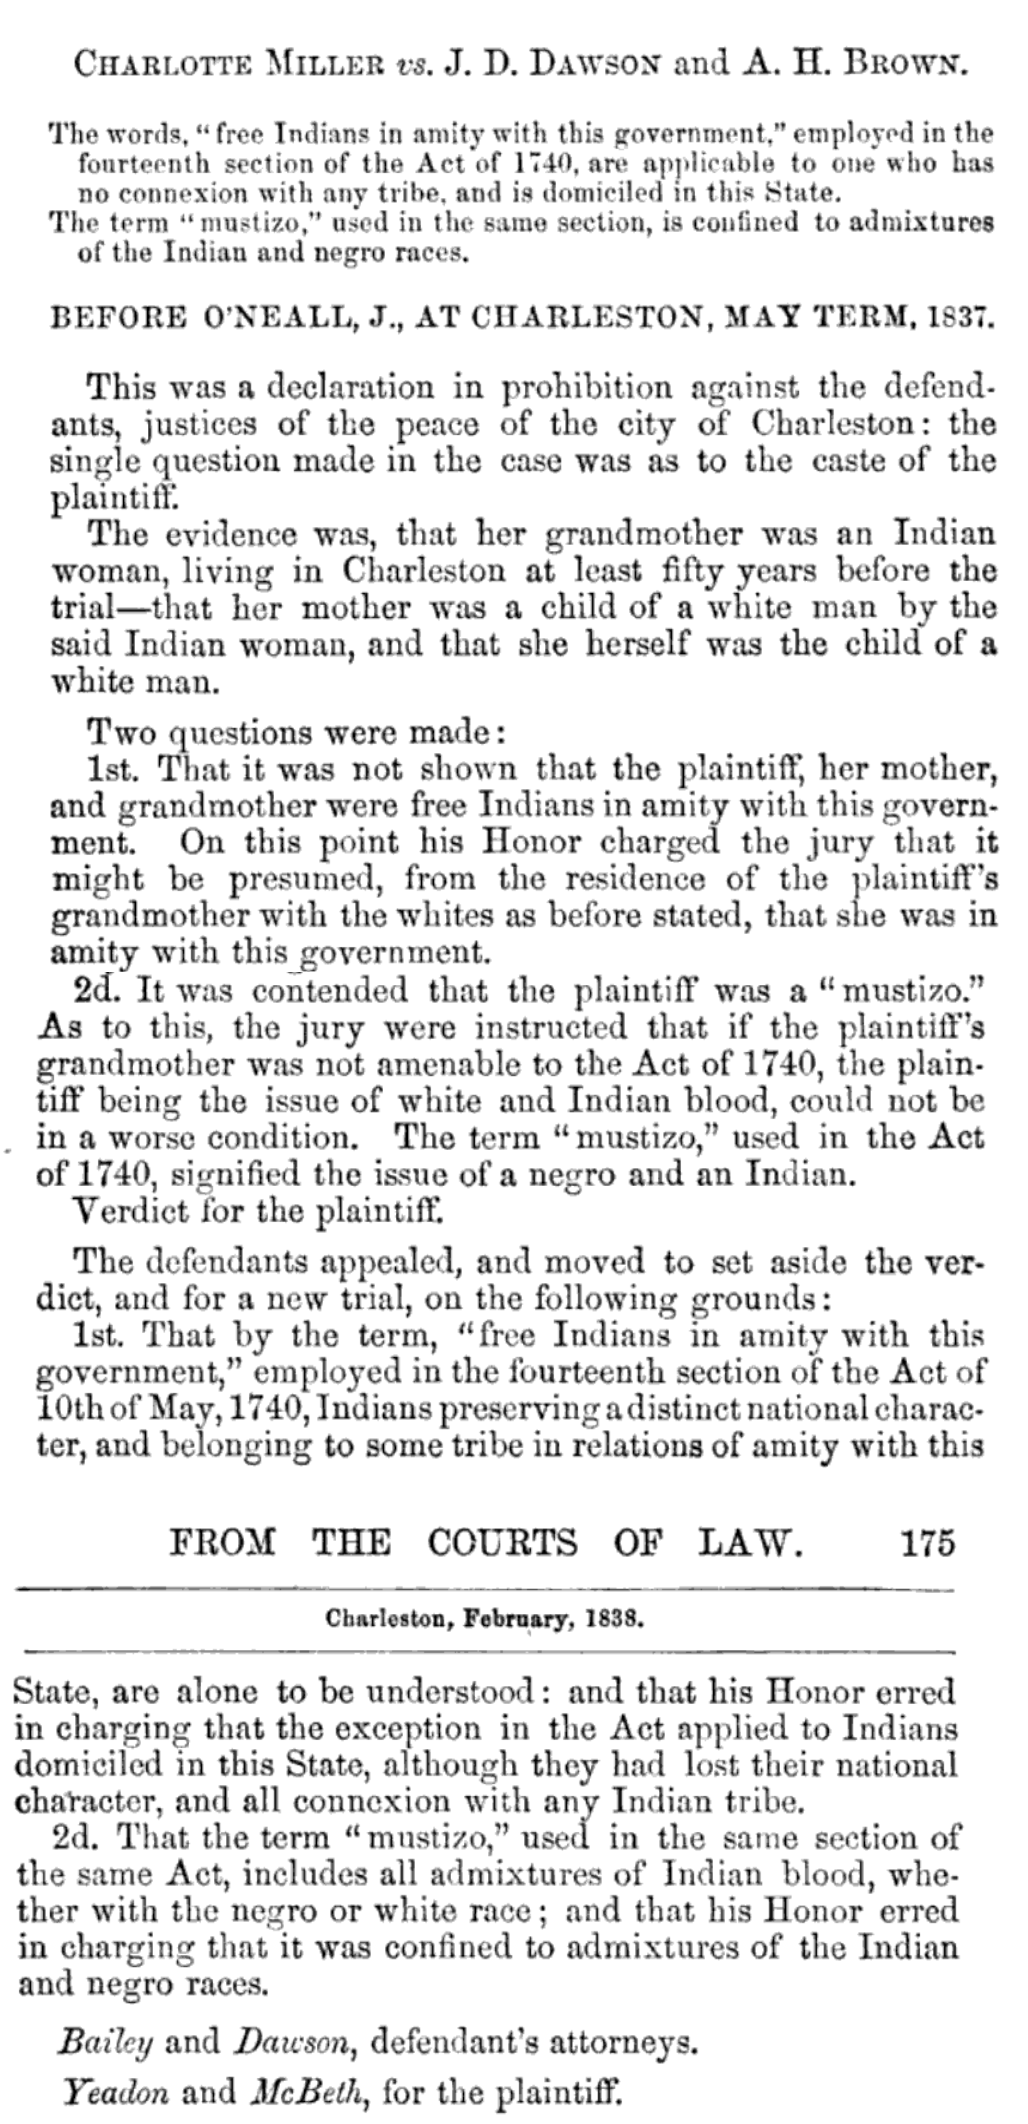 CHARLOTTE MILLER vs. J. D. DAWSON and A. H. BROWN.
The words, "free Indians in amity with this government," employed in the
fourteenth section of the Act of 1740, are applicable to one who has
no connexion with any tribe, and is domiciled in this State.
The term "mustizo," used in the same section, is confined to admixtures
of the Indian and negro races.
BEFORE O'NEALL, J., AT CHARLESTON, MAY TERM, 1837.
This was a declaration in prohibition against the defend-
ants, justices of the peace of the city of Charleston: the
single question made in the case was as to the caste of the
plaintiff.
The evidence was, that her grandmother was an Indian
woman, living in Charleston at least fifty years before the
trial—that her mother was a child of a white man by the
said Indian woman, and that she herself was the child of a
white man.
Two questions were made:
1st. That it was not shown that the plaintiff, her mother,
and grandmother were free Indians in amity with this govern-
ment. On this point his Honor charged the jury that it
might be presumed, from the residence of the plaintiff's
grandmother with the whites as before stated, that she was in
amity with this government.
2d. It was contended that the plaintiff was a "mustizo."
As to this, the jury were instructed that if the plaintiff's
grandmother was not amenable to the Act of 1740, the plain-
tiff being the issue of white and Indian blood, could not be
in a worse condition. The term "mustizo," used in the Act
of 1740, signified the issue of a negro and an Indian.
Verdict for the plaintiff.
The defendants appealed, and moved to set aside the ver-
dict, and for a new trial, on the following grounds:
1st. That by the term, "free Indians in amity with this
government," employed in the fourteenth section of the Act of
10th of May, 1740, Indians preserving a distinct national charac-
ter, and belonging to some tribe in relations of amity with this
FROM THE COURTS OF LAW. 175
Charleston, February, 1838.
State, are alone to be understood: and that his Honor erred
in charging that the exception in the Act applied to Indians
domiciled in this State, although they had lost their national
character, and all connexion with any Indian tribe.
2d. That the term "mustizo," used in the same section of
the same Act, includes all admixtures of Indian blood, whe-
ther with the negro or white race; and that his Honor erred
in charging that it was confined to admixtures of the Indian
and negro races.
Bailey and Dawson, defendant's attorneys.
Yeadon and McBeth, for the plaintiff.